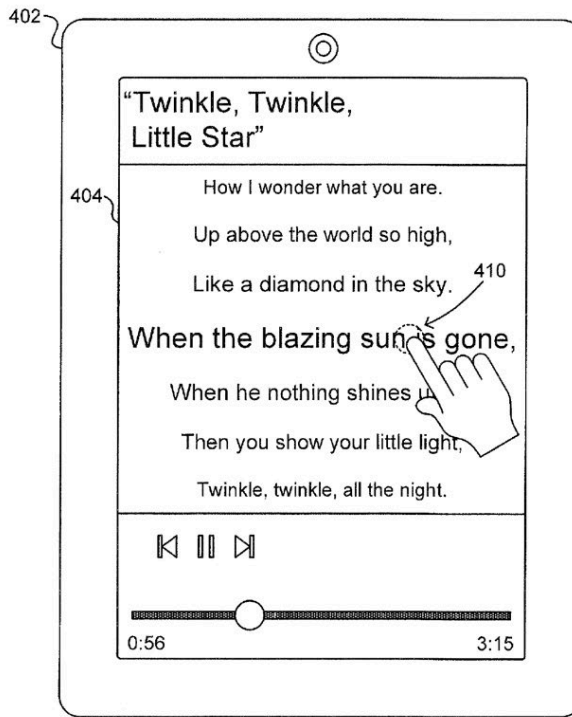 402
“Twinkle, Twinkle,
Little Star”
404
How I wonder what you are.
Up above the world so high,
Like a diamond in the sky.
410
When the blazing sun is gone,
When he nothing shines
Then you show your little light,
Twinkle, twinkle, all the night.
0:56
3:15